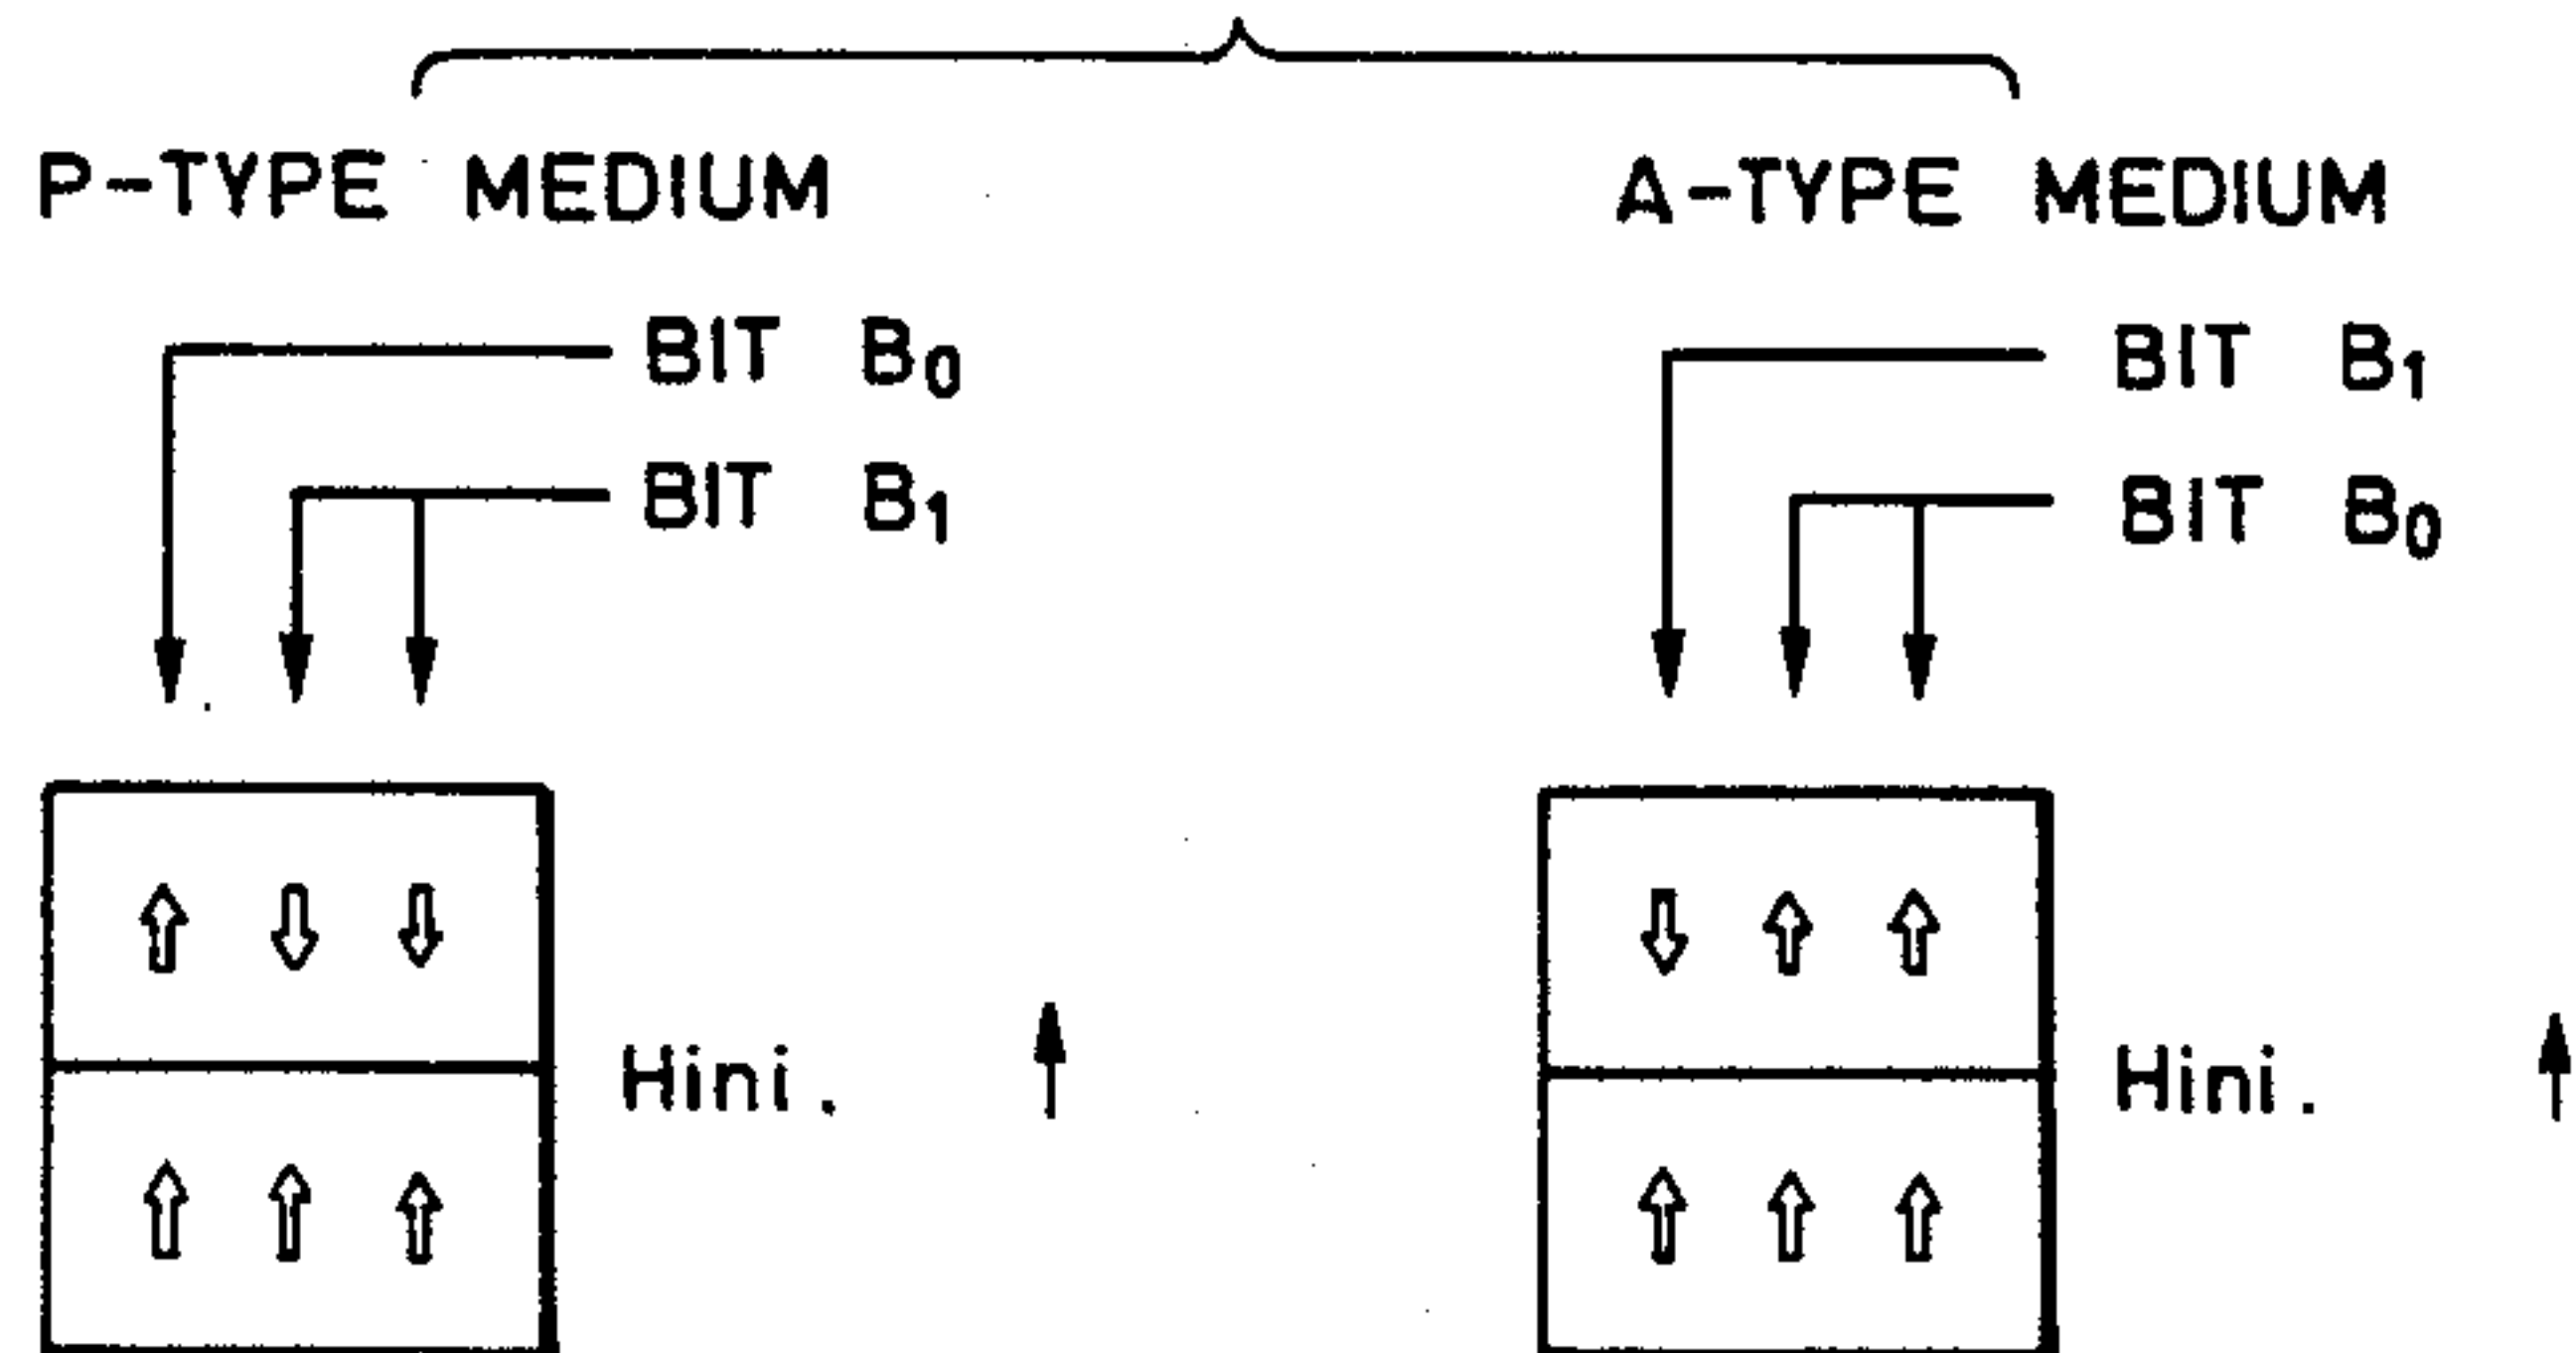 P-TYPE MEDIUM
BIT B0
BIT B1
Hini.
A-TYPE MEDIUM
BIT B1
BIT B0
Hini.